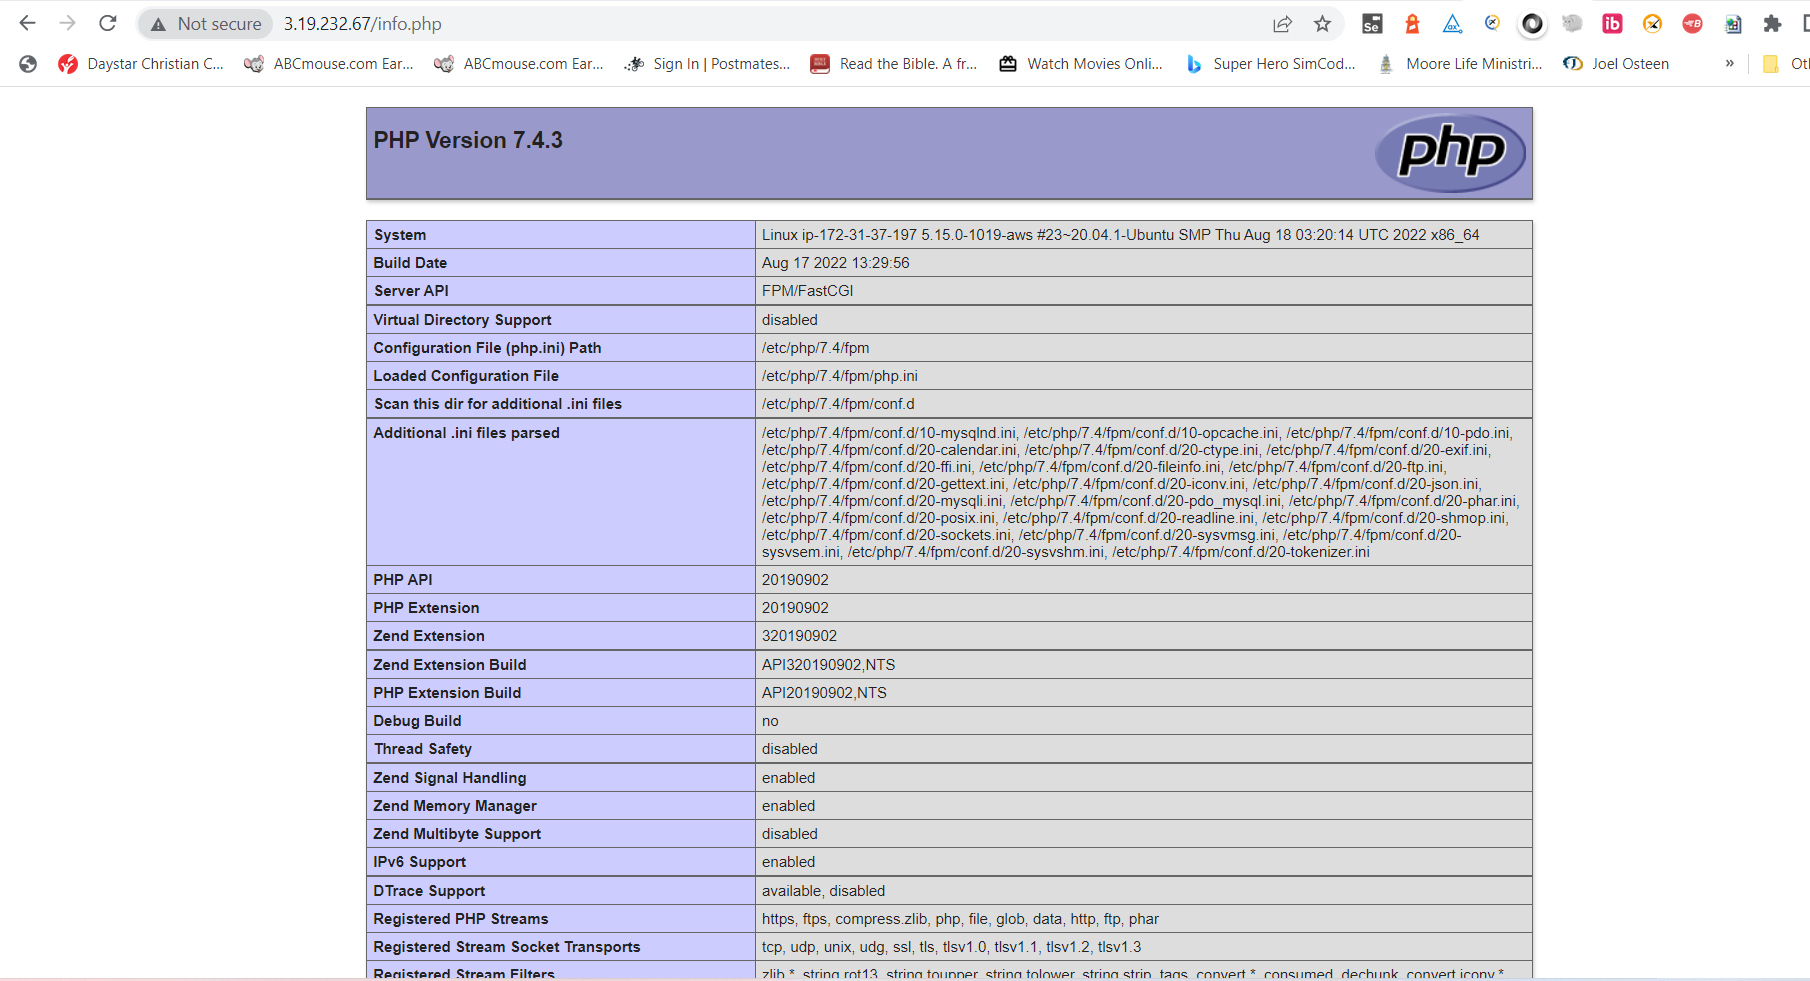 Not secure 3.19.232.67/info.php
Daystar Christian C... ABCmouse.com Ear... ABCmouse.com Ear... Sign In | Postmates... Read the Bible. A fr... Watch Movies Onli... Super Hero SimCod... Moore Life Ministri... Joel Osteen » Otl
PHP Version 7.4.3
php
System Linux ip-172-31-37-197 5.15.0-1019-aws #23~20.04.1-Ubuntu SMP Thu Aug 18 03:20:14 UTC 2022 x86_64
Build Date Aug 17 2022 13:29:56
Server API FPM/FastCGI
Virtual Directory Support disabled
Configuration File (php.ini) Path /etc/php/7.4/fpm
Loaded Configuration File /etc/php/7.4/fpm/php.ini
Scan this dir for additional .ini files /etc/php/7.4/fpm/conf.d
Additional .ini files parsed /etc/php/7.4/fpm/conf.d/10-mysqlnd.ini, /etc/php/7.4/fpm/conf.d/10-opcache.ini, /etc/php/7.4/fpm/conf.d/10-pdo.ini,
/etc/php/7.4/fpm/conf.d/20-calendar.ini, /etc/php/7.4/fpm/conf.d/20-ctype.ini, /etc/php/7.4/fpm/conf.d/20-exif.ini,
/etc/php/7.4/fpm/conf.d/20-ffi.ini, /etc/php/7.4/fpm/conf.d/20-fileinfo.ini, /etc/php/7.4/fpm/conf.d/20-ftp.ini,
/etc/php/7.4/fpm/conf.d/20-gettext.ini, /etc/php/7.4/fpm/conf.d/20-iconv.ini, /etc/php/7.4/fpm/conf.d/20-json.ini,
/etc/php/7.4/fpm/conf.d/20-mysqli.ini, /etc/php/7.4/fpm/conf.d/20-pdo_mysql.ini, /etc/php/7.4/fpm/conf.d/20-phar.ini,
/etc/php/7.4/fpm/conf.d/20-posix.ini, /etc/php/7.4/fpm/conf.d/20-readline.ini, /etc/php/7.4/fpm/conf.d/20-shmop.ini,
/etc/php/7.4/fpm/conf.d/20-sockets.ini, /etc/php/7.4/fpm/conf.d/20-sysvmsg.ini, /etc/php/7.4/fpm/conf.d/20-
sysvsem.ini, /etc/php/7.4/fpm/conf.d/20-sysvshm.ini, /etc/php/7.4/fpm/conf.d/20-tokenizer.ini
PHP API 20190902
PHP Extension 20190902
Zend Extension 320190902
Zend Extension Build API320190902,NTS
PHP Extension Build API20190902,NTS
Debug Build no
Thread Safety disabled
Zend Signal Handling enabled
Zend Memory Manager enabled
Zend Multibyte Support disabled
IPv6 Support enabled
DTrace Support available, disabled
Registered PHP Streams https, ftps, compress.zlib, php, file, glob, data, http, ftp, phar
Registered Stream Socket Transports tcp, udp, unix, udg, ssl, tls, tlsv1.0, tlsv1.1, tlsv1.2, tlsv1.3
Registered Stream Filters zlib.*, string.rot13, string.toupper, string.tolower, string.strip_tags, convert.*, consumed, dechunk, convert.iconv.*